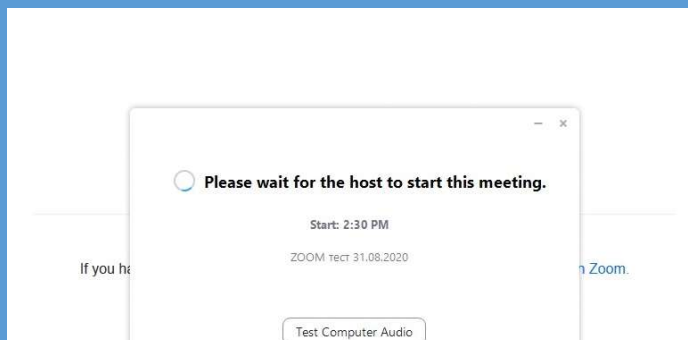 Please wait for the host to start this meeting.
Start: 2:30 PM
ZOOM тест 31.08.2020
If you ha
n Zoom.
Test Computer Audio